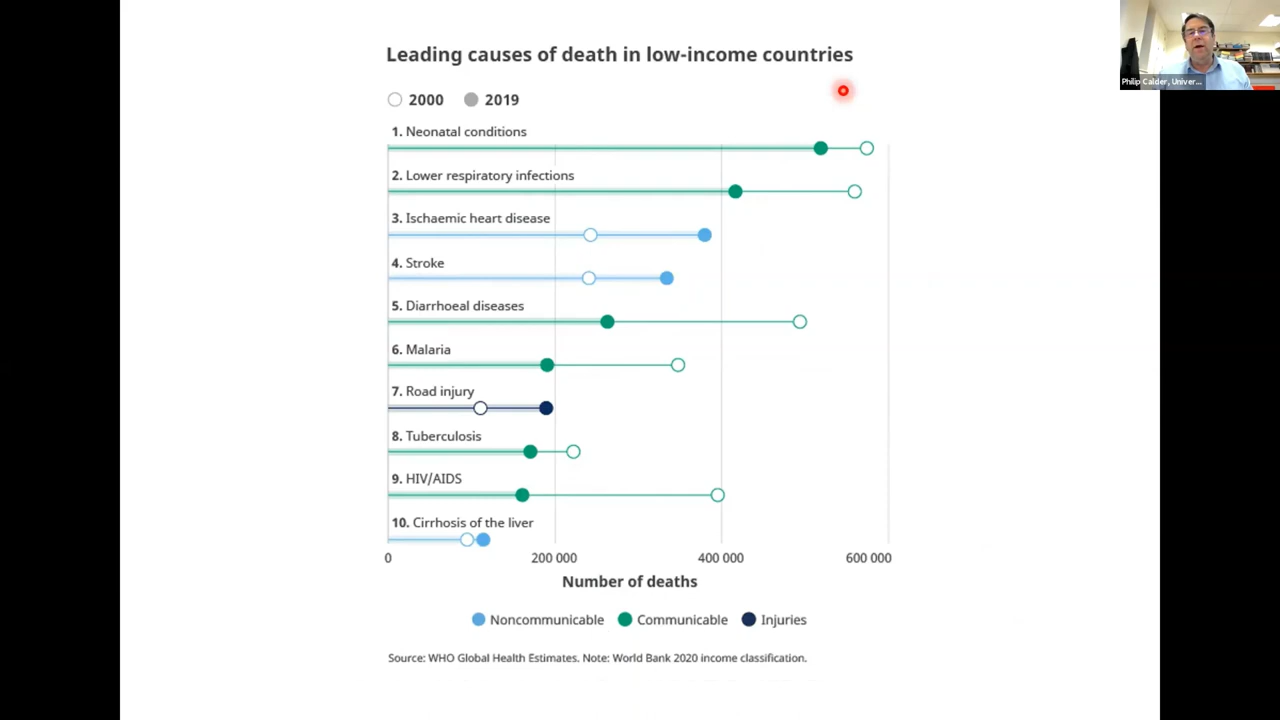 Leading causes of death in low-income countries
Philip Calder, Univer...
2000 2019
1. Neonatal conditions
2. Lower respiratory infections
3. Ischaemic heart disease
4. Stroke
5. Diarrhoeal diseases
6. Malaria
7. Road injury
8. Tuberculosis
9. HIV/AIDS
10. Cirrhosis of the liver
0 200 000 400 000 600 000
Number of deaths
Noncommunicable Communicable Injuries
Source: WHO Global Health Estimates. Note: World Bank 2020 income classification.